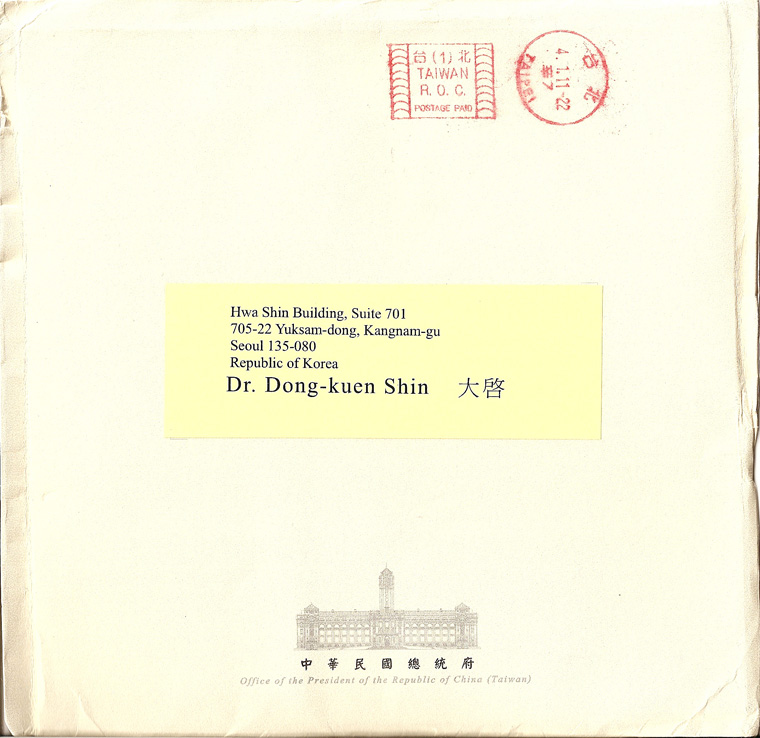 台(1)北
TAIWAN
R. O. C.
POSTAGE PAID
台北
4. 1.11-22
TAIPEI
Hwa Shin Building, Suite 701
705-22 Yuksam-dong, Kangnam-gu
Seoul 135-080
Republic of Korea
Dr. Dong-kuen Shin 大啓
中華民國總統府
Office of the President of the Republic of China (Taiwan)